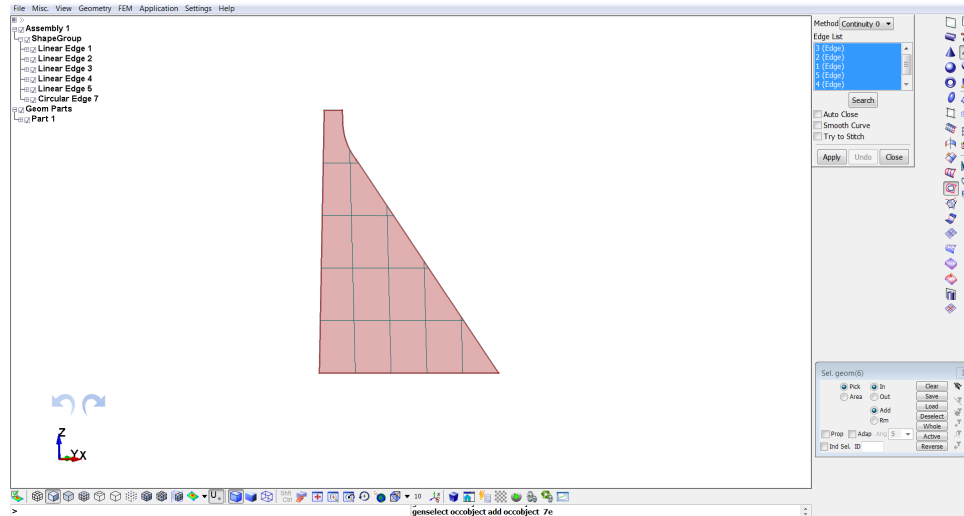 File Misc. View Geometry FEM Application Settings Help
Assembly 1
ShapeGroup
Linear Edge 1
Linear Edge 2
Linear Edge 3
Linear Edge 4
Linear Edge 5
Circular Edge 7
Geom Parts
Part 1
Method Continuity 0
Edge List
3 (Edge)
2 (Edge)
1 (Edge)
5 (Edge)
4 (Edge)
Search
Auto Close
Smooth Curve
Try to Stitch
Apply Undo Close
Z
Y X
Sel. geom(6)
Pick In Clear
Area Out Save
Load
Add Deselect
Rm Whole
Prop Adap Ang 5 Active
Ind Sel. ID Reverse
U
10
> genselect occobject add occobject 7e